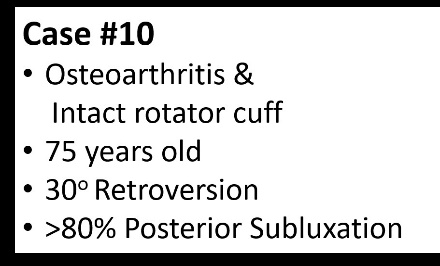 Case #10
• Osteoarthritis &
Intact rotator cuff
• 75 years old
• 30° Retroversion
• >80% Posterior Subluxation